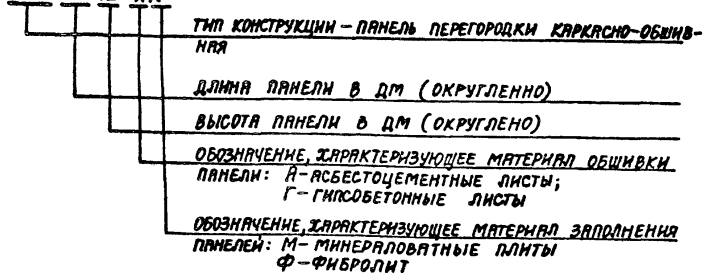 ТИП КОНСТРУКЦИИ – ПАНЕЛЬ ПЕРЕГОРОДКИ КАРКАСНО-ОБШИВ-
НАЯ
ДЛИНА ПАНЕЛИ В ДМ (ОКРУГЛЕННО)
ВЫСОТА ПАНЕЛИ В ДМ (ОКРУГЛЕНО)
ОБОЗНАЧЕНИЕ, ХАРАКТЕРИЗУЮЩЕЕ МАТЕРИАЛ ОБШИВКИ
ПАНЕЛИ: А-АСБЕСТОЦЕМЕНТНЫЕ ЛИСТЫ;
Г-ГИПСОБЕТОННЫЕ ЛИСТЫ
ОБОЗНАЧЕНИЕ, ХАРАКТЕРИЗУЮЩЕЕ МАТЕРИАЛ ЗАПОЛНЕНИЯ
ПАНЕЛЕЙ: М- МИНЕРАЛОВАТНЫЕ ПЛИТЫ
Ф-ФИБРОЛИТ